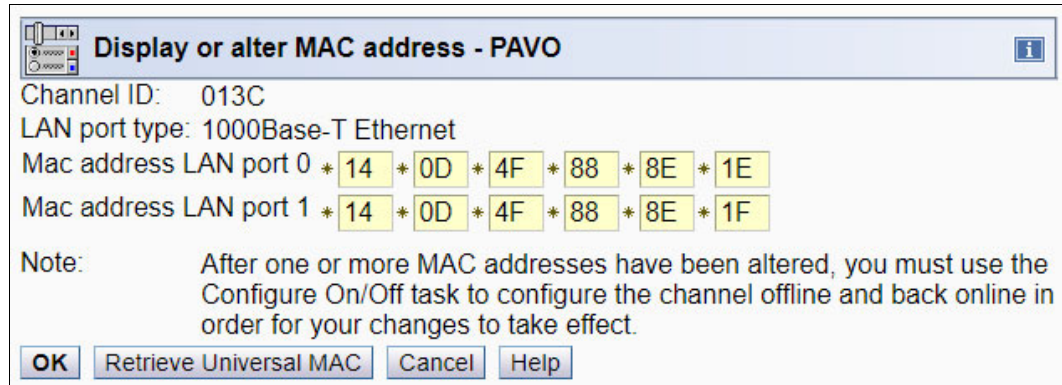 Display or alter MAC address - PAVO
Channel ID: 013C
LAN port type: 1000Base-T Ethernet
Mac address LAN port 0 * 14 * 0D * 4F * 88 * 8E * 1E
Mac address LAN port 1 * 14 * 0D * 4F * 88 * 8E * 1F
Note: After one or more MAC addresses have been altered, you must use the
Configure On/Off task to configure the channel offline and back online in
order for your changes to take effect.
OK Retrieve Universal MAC Cancel Help